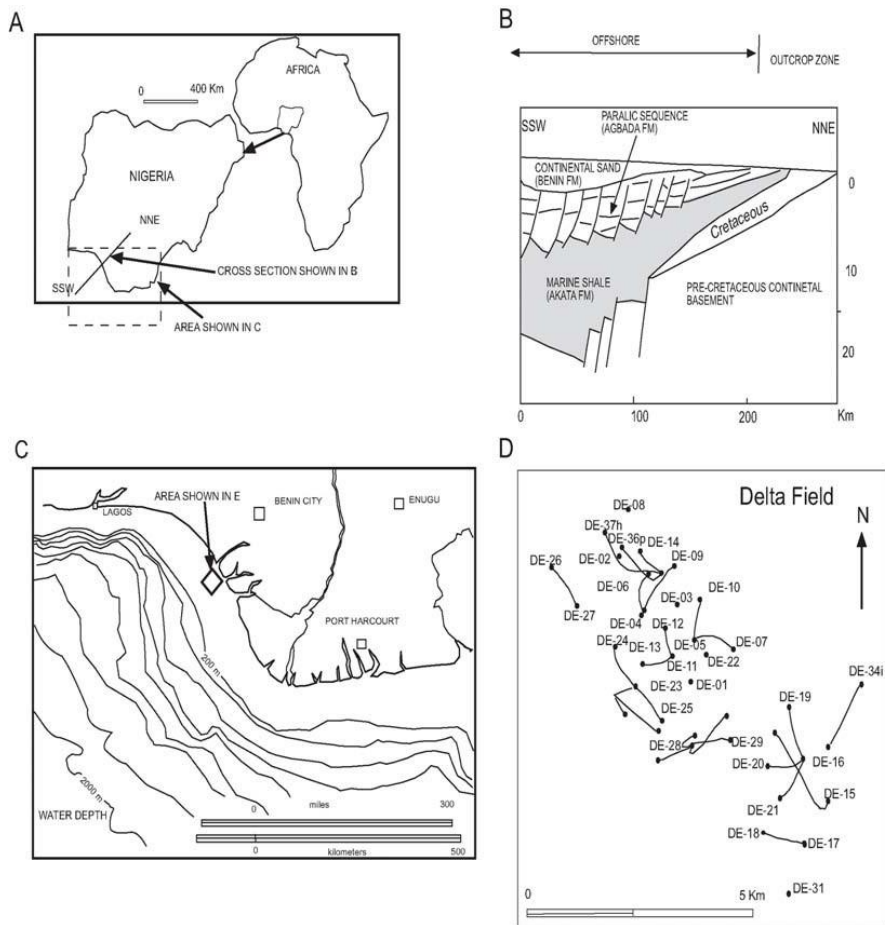 A
AFRICA
0 400 Km
NIGERIA
NNE
SSW
CROSS SECTION SHOWN IN B
AREA SHOWN IN C
B
OFFSHORE
OUTCROP ZONE
SSW
PARALIC SEQUENCE
(AGBADA FM)
NNE
CONTINENTAL SAND
(BENIN FM)
0
Cretaceous
MARINE SHALE
(AKATA FM)
10
PRE-CRETACEOUS CONTINETAL
BASEMENT
20
0 100 200 Km
C
AREA SHOWN IN E
BENIN CITY
ENUGU
LAGOS
PORT HARCOURT
200 m
2000 m
WATER DEPTH
0 miles 300
0 kilometers 500
D
Delta Field
N
DE-08
DE-37h
DE-36p
DE-14
DE-02
DE-09
DE-26
DE-06
DE-10
DE-03
DE-27
DE-04
DE-12
DE-24
DE-13
DE-05
DE-07
DE-22
DE-11
DE-34i
DE-23
DE-01
DE-19
DE-25
DE-28
DE-29
DE-16
DE-20
DE-15
DE-21
DE-18
DE-17
DE-31
0 5 Km